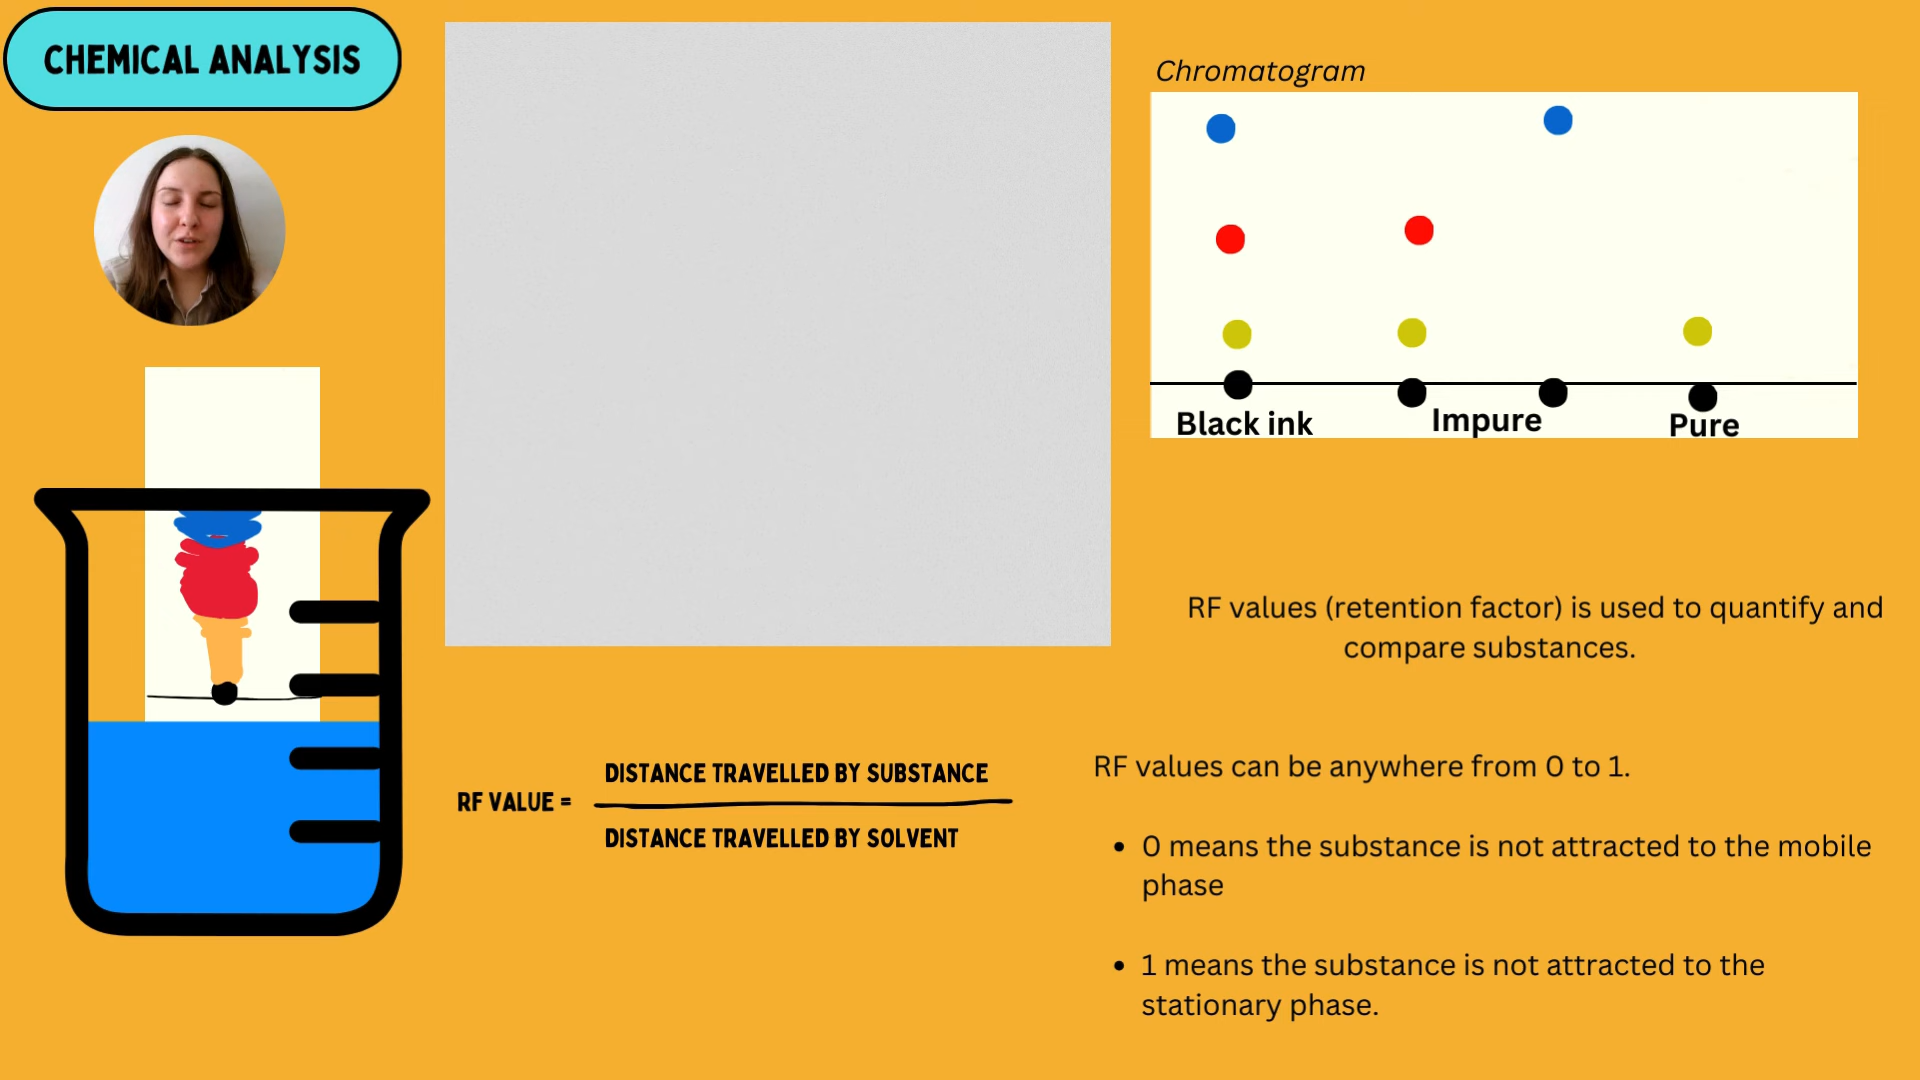 CHEMICAL ANALYSIS
Chromatogram
Black ink
Impure
Pure
RF values (retention factor) is used to quantify and
compare substances.
RF VALUE =
DISTANCE TRAVELLED BY SUBSTANCE
DISTANCE TRAVELLED BY SOLVENT
RF values can be anywhere from 0 to 1.
• 0 means the substance is not attracted to the mobile
phase
• 1 means the substance is not attracted to the
stationary phase.